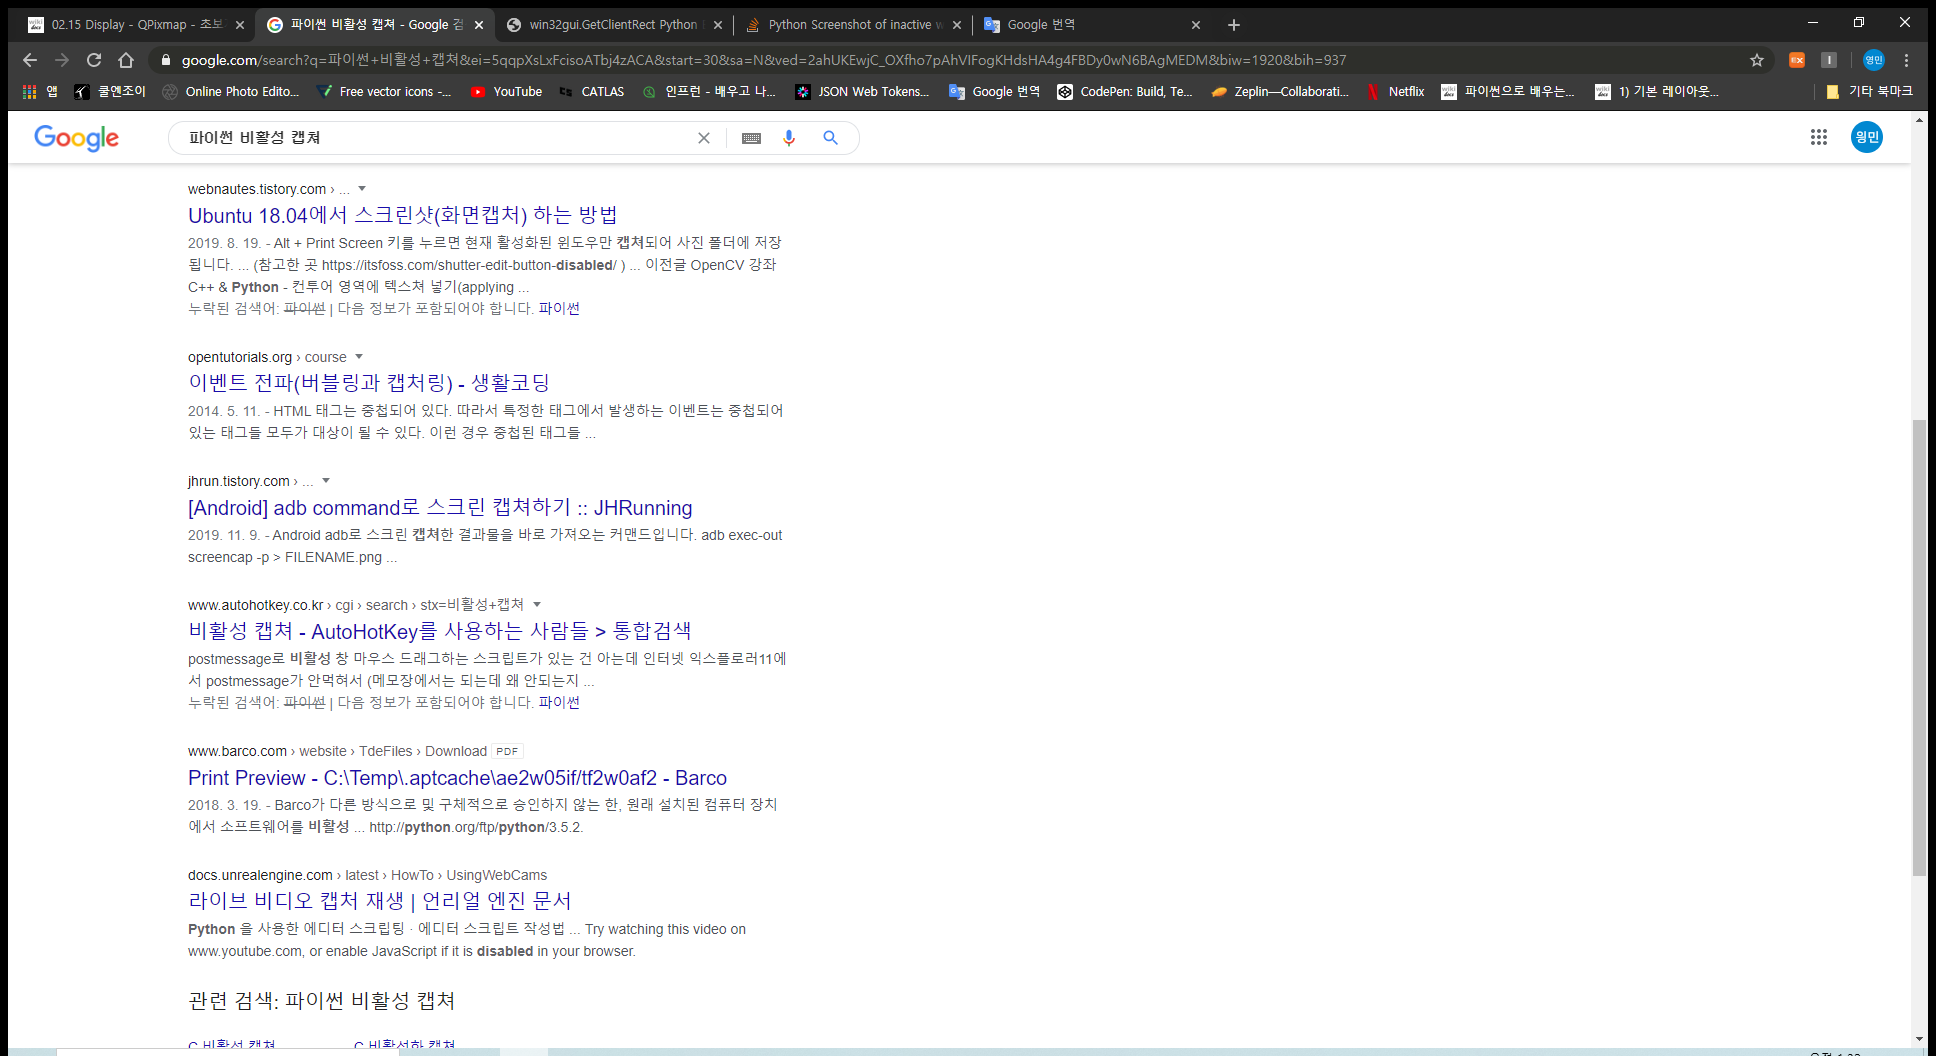 02.15 Display - QPixmap - 초보
파이썬 비활성 캡쳐 - Google 검
win32gui.GetClientRect Python
Python Screenshot of inactive w
Google 번역
google.com/search?q=파이썬+비활성+캡쳐&ei=5qqpXsLxFcisoATbj4zACA&start=30&sa=N&ved=2ahUKEwjC_OXfho7pAhVIFogKHdsHA4g4FBDy0wN6BAgMEDM&biw=1920&bih=937
영민
앱
쿨엔조이
Online Photo Edito...
Free vector icons -...
YouTube
CATLAS
인프런 - 배우고 나...
JSON Web Tokens...
Google 번역
CodePen: Build, Te...
Zeplin—Collaborati...
Netflix
파이썬으로 배우는...
1) 기본 레이아웃...
기타 북마크
Google
파이썬 비활성 캡쳐
webnautes.tistory.com › ...
Ubuntu 18.04에서 스크린샷(화면캡처) 하는 방법
2019. 8. 19. - Alt + Print Screen 키를 누르면 현재 활성화된 윈도우만 캡쳐되어 사진 폴더에 저장
됩니다. ... (참고한 곳 https://itsfoss.com/shutter-edit-button-disabled/ ) ... 이전글 OpenCV 강좌
C++ & Python - 컨투어 영역에 텍스쳐 넣기(applying ...
누락된 검색어: 파이썬 | 다음 정보가 포함되어야 합니다. 파이썬
opentutorials.org › course
이벤트 전파(버블링과 캡처링) - 생활코딩
2014. 5. 11. - HTML 태그는 중첩되어 있다. 따라서 특정한 태그에서 발생하는 이벤트는 중첩되어
있는 태그들 모두가 대상이 될 수 있다. 이런 경우 중첩된 태그들 ...
jhrun.tistory.com › ...
[Android] adb command로 스크린 캡쳐하기 :: JHRunning
2019. 11. 9. - Android adb로 스크린 캡쳐한 결과물을 바로 가져오는 커맨드입니다. adb exec-out
screencap -p > FILENAME.png ...
www.autohotkey.co.kr › cgi › search › stx=비활성+캡쳐
비활성 캡쳐 - AutoHotKey를 사용하는 사람들 > 통합검색
postmessage로 비활성 창 마우스 드래그하는 스크립트가 있는 건 아는데 인터넷 익스플로러11에
서 postmessage가 안먹혀서 (메모장에서는 되는데 왜 안되는지 ...
누락된 검색어: 파이썬 | 다음 정보가 포함되어야 합니다. 파이썬
www.barco.com › website › TdeFiles › Download PDF
Print Preview - C:\Temp\.aptcache\ae2w05if/tf2w0af2 - Barco
2018. 3. 19. - Barco가 다른 방식으로 및 구체적으로 승인하지 않는 한, 원래 설치된 컴퓨터 장치
에서 소프트웨어를 비활성 ... http://python.org/ftp/python/3.5.2.
docs.unrealengine.com › latest › HowTo › UsingWebCams
라이브 비디오 캡처 재생 | 언리얼 엔진 문서
Python 을 사용한 에디터 스크립팅 · 에디터 스크립트 작성법 ... Try watching this video on
www.youtube.com, or enable JavaScript if it is disabled in your browser.
관련 검색: 파이썬 비활성 캡쳐
C 비활성 캡쳐
C 비활성화 캡쳐